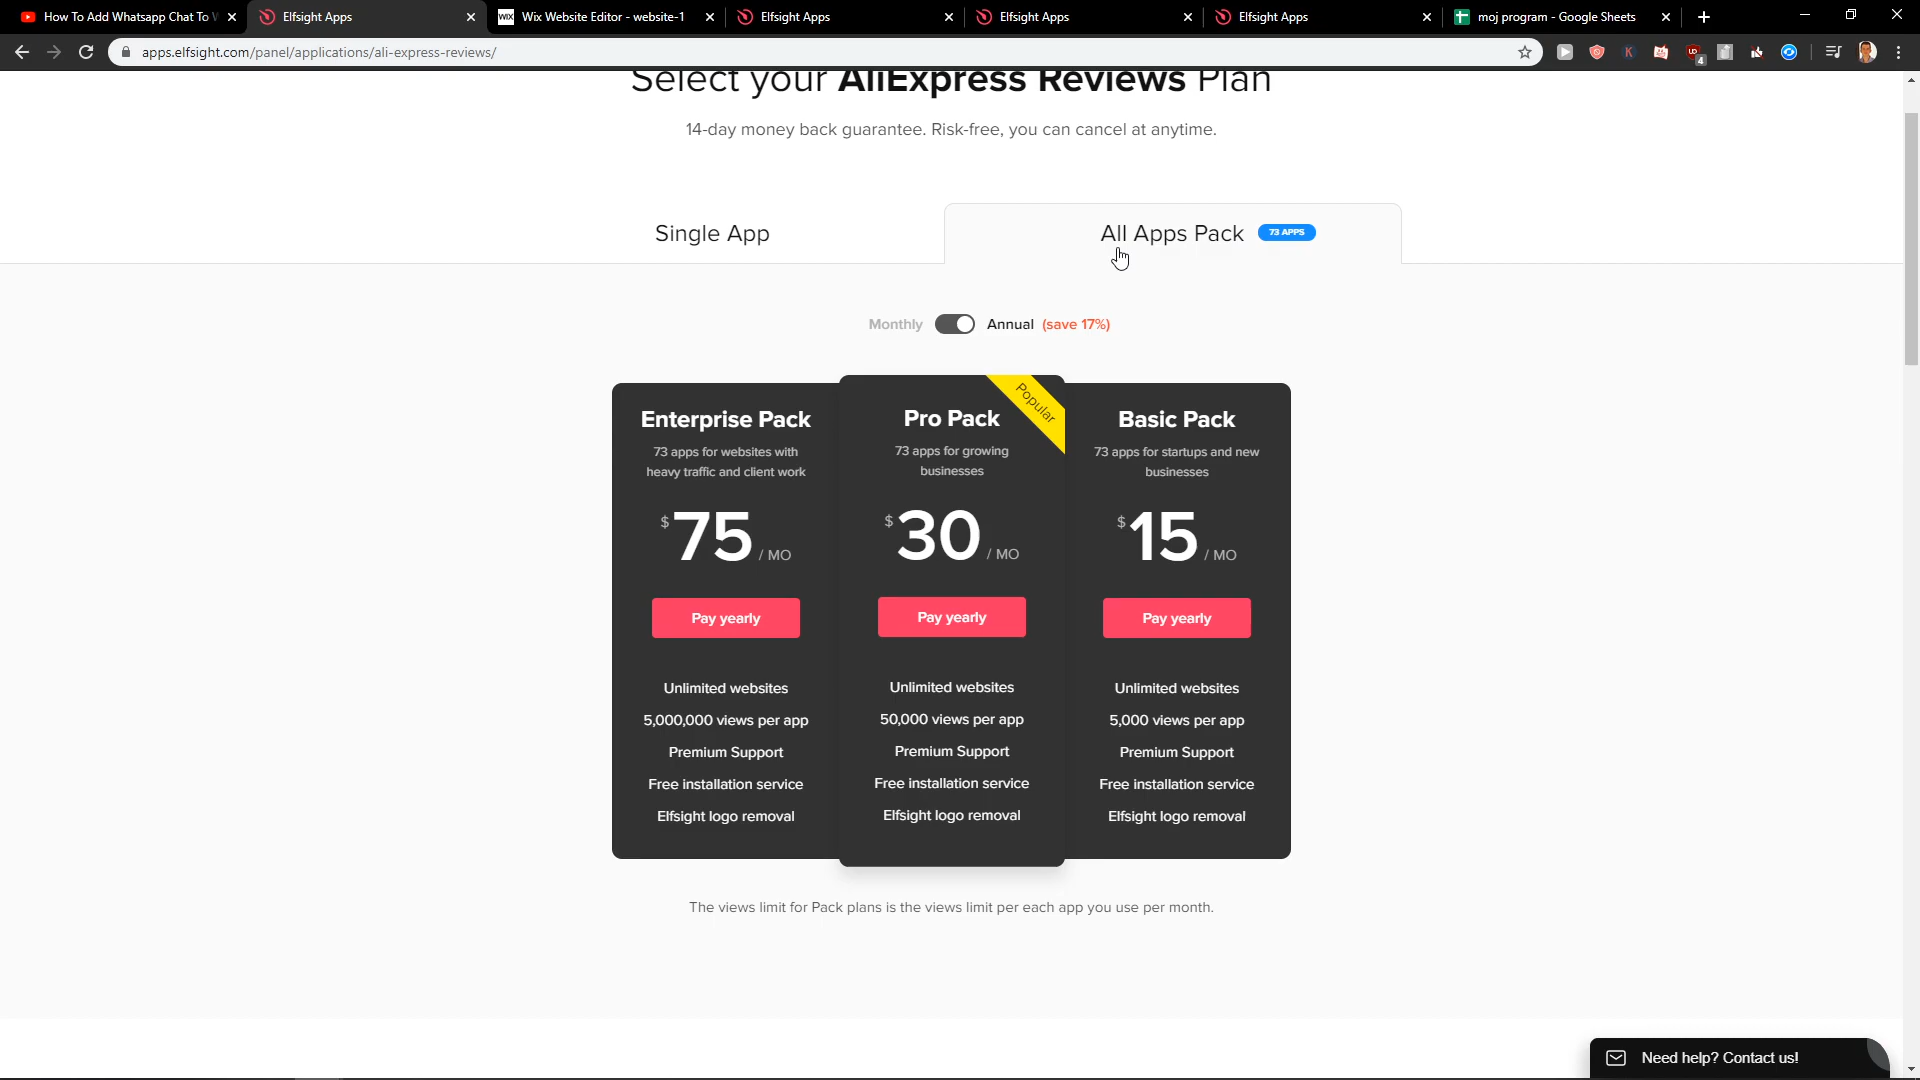 How To Add Whatsapp Chat To
Elfsight Apps
WIX
Wix Website Editor - website-1
Elfsight Apps
Elfsight Apps
Elfsight Apps
moj program - Google Sheets
apps.elfsight.com/panel/applications/ali-express-reviews/
K
4
Select your AliExpress Reviews Plan
14-day money back guarantee. Risk-free, you can cancel at anytime.
Single App
All Apps Pack
73 APPS
Monthly
Annual (save 17%)
Enterprise Pack
73 apps for websites with
heavy traffic and client work
$75 / MO
Pay yearly
Unlimited websites
5,000,000 views per app
Premium Support
Free installation service
Elfsight logo removal
Popular
Pro Pack
73 apps for growing
businesses
$30 / MO
Pay yearly
Unlimited websites
50,000 views per app
Premium Support
Free installation service
Elfsight logo removal
Basic Pack
73 apps for startups and new
businesses
$15 / MO
Pay yearly
Unlimited websites
5,000 views per app
Premium Support
Free installation service
Elfsight logo removal
The views limit for Pack plans is the views limit per each app you use per month.
Need help? Contact us!